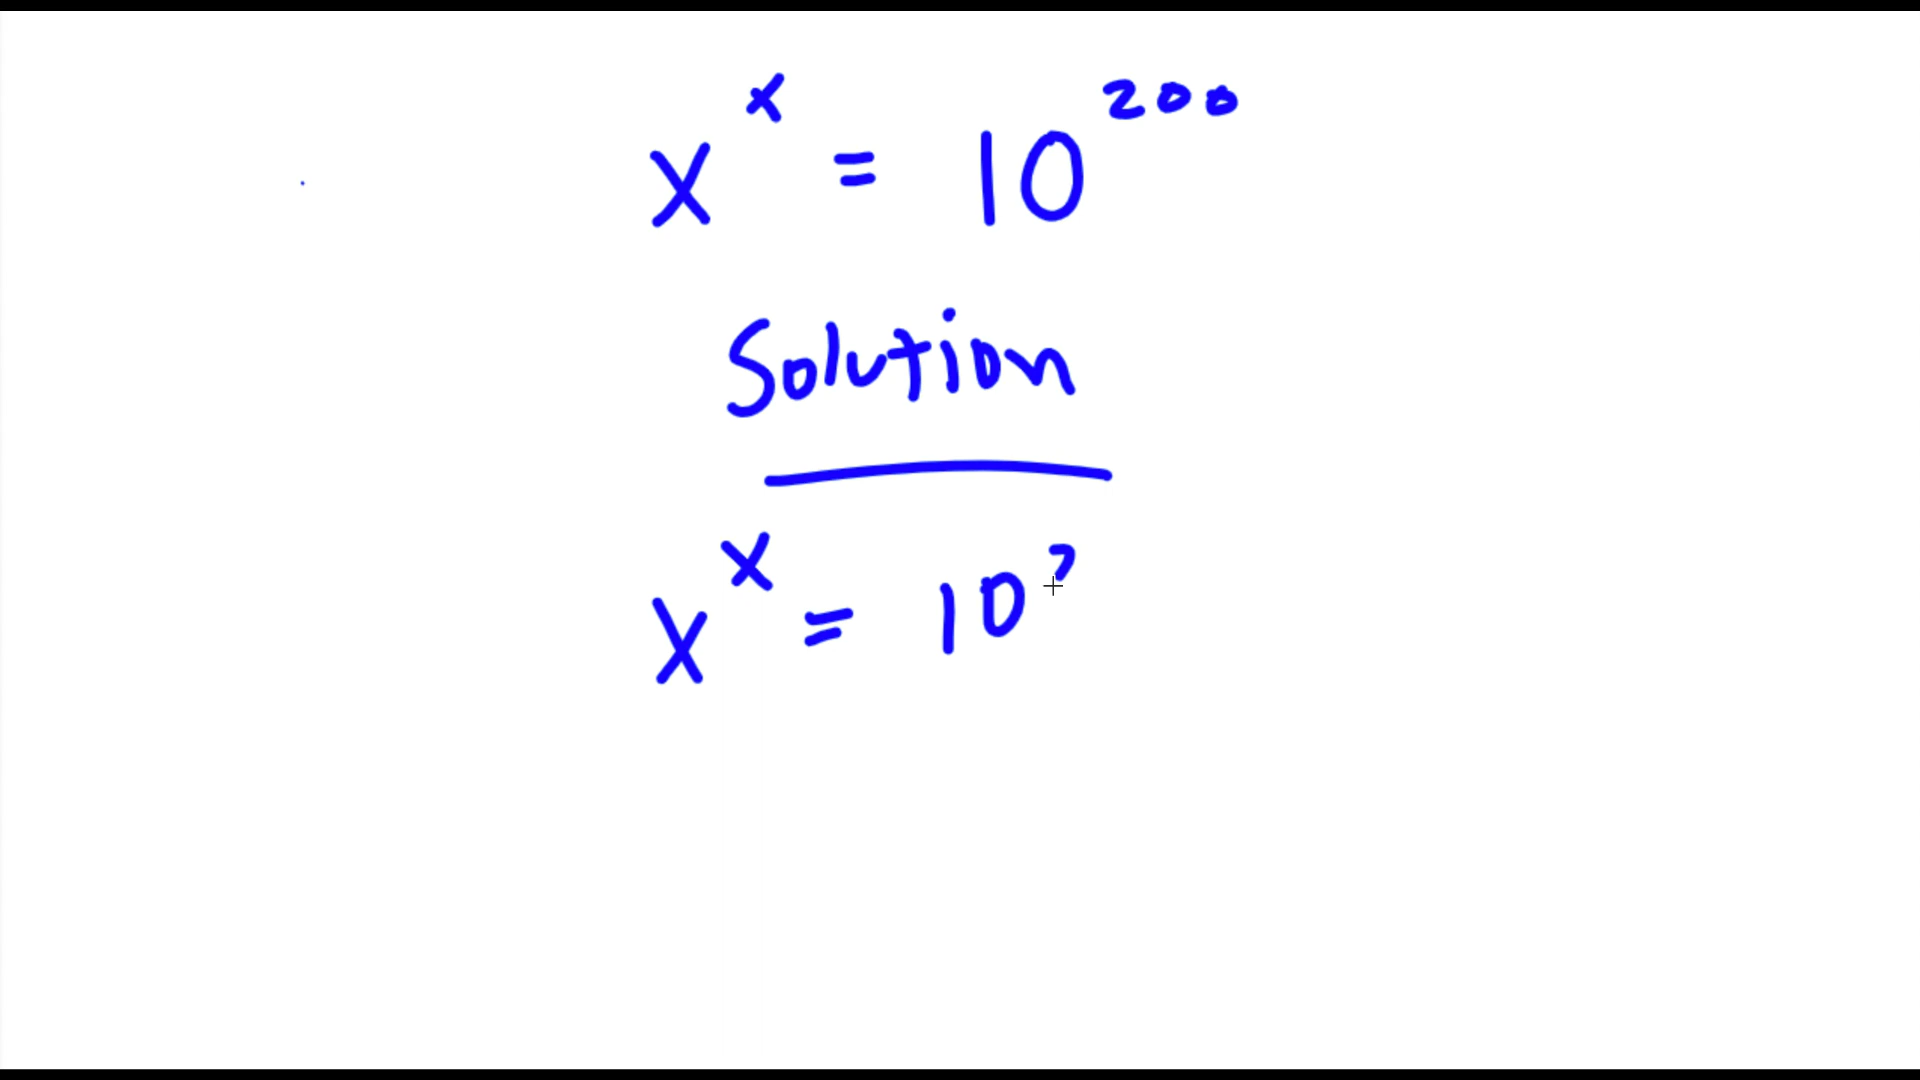 x^x = 10^200
Solution
x^x = 10^